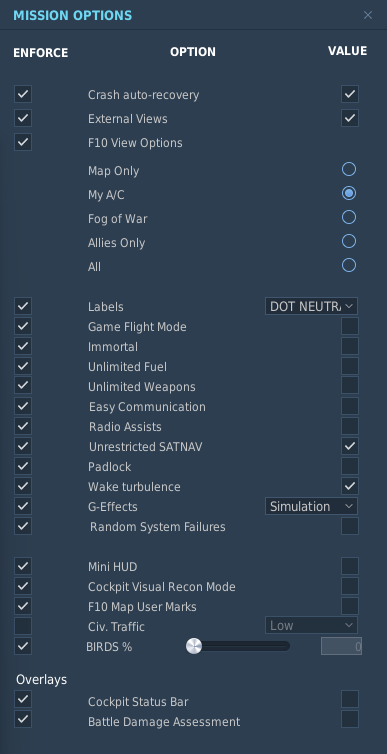 MISSION OPTIONS
ENFORCE OPTION VALUE
Crash auto-recovery
External Views
F10 View Options
Map Only
My A/C
Fog of War
Allies Only
All
Labels DOT NEUTRA
Game Flight Mode
Immortal
Unlimited Fuel
Unlimited Weapons
Easy Communication
Radio Assists
Unrestricted SATNAV
Padlock
Wake turbulence
G-Effects Simulation
Random System Failures
Mini HUD
Cockpit Visual Recon Mode
F10 Map User Marks
Civ. Traffic Low
BIRDS % 0
Overlays
Cockpit Status Bar
Battle Damage Assessment